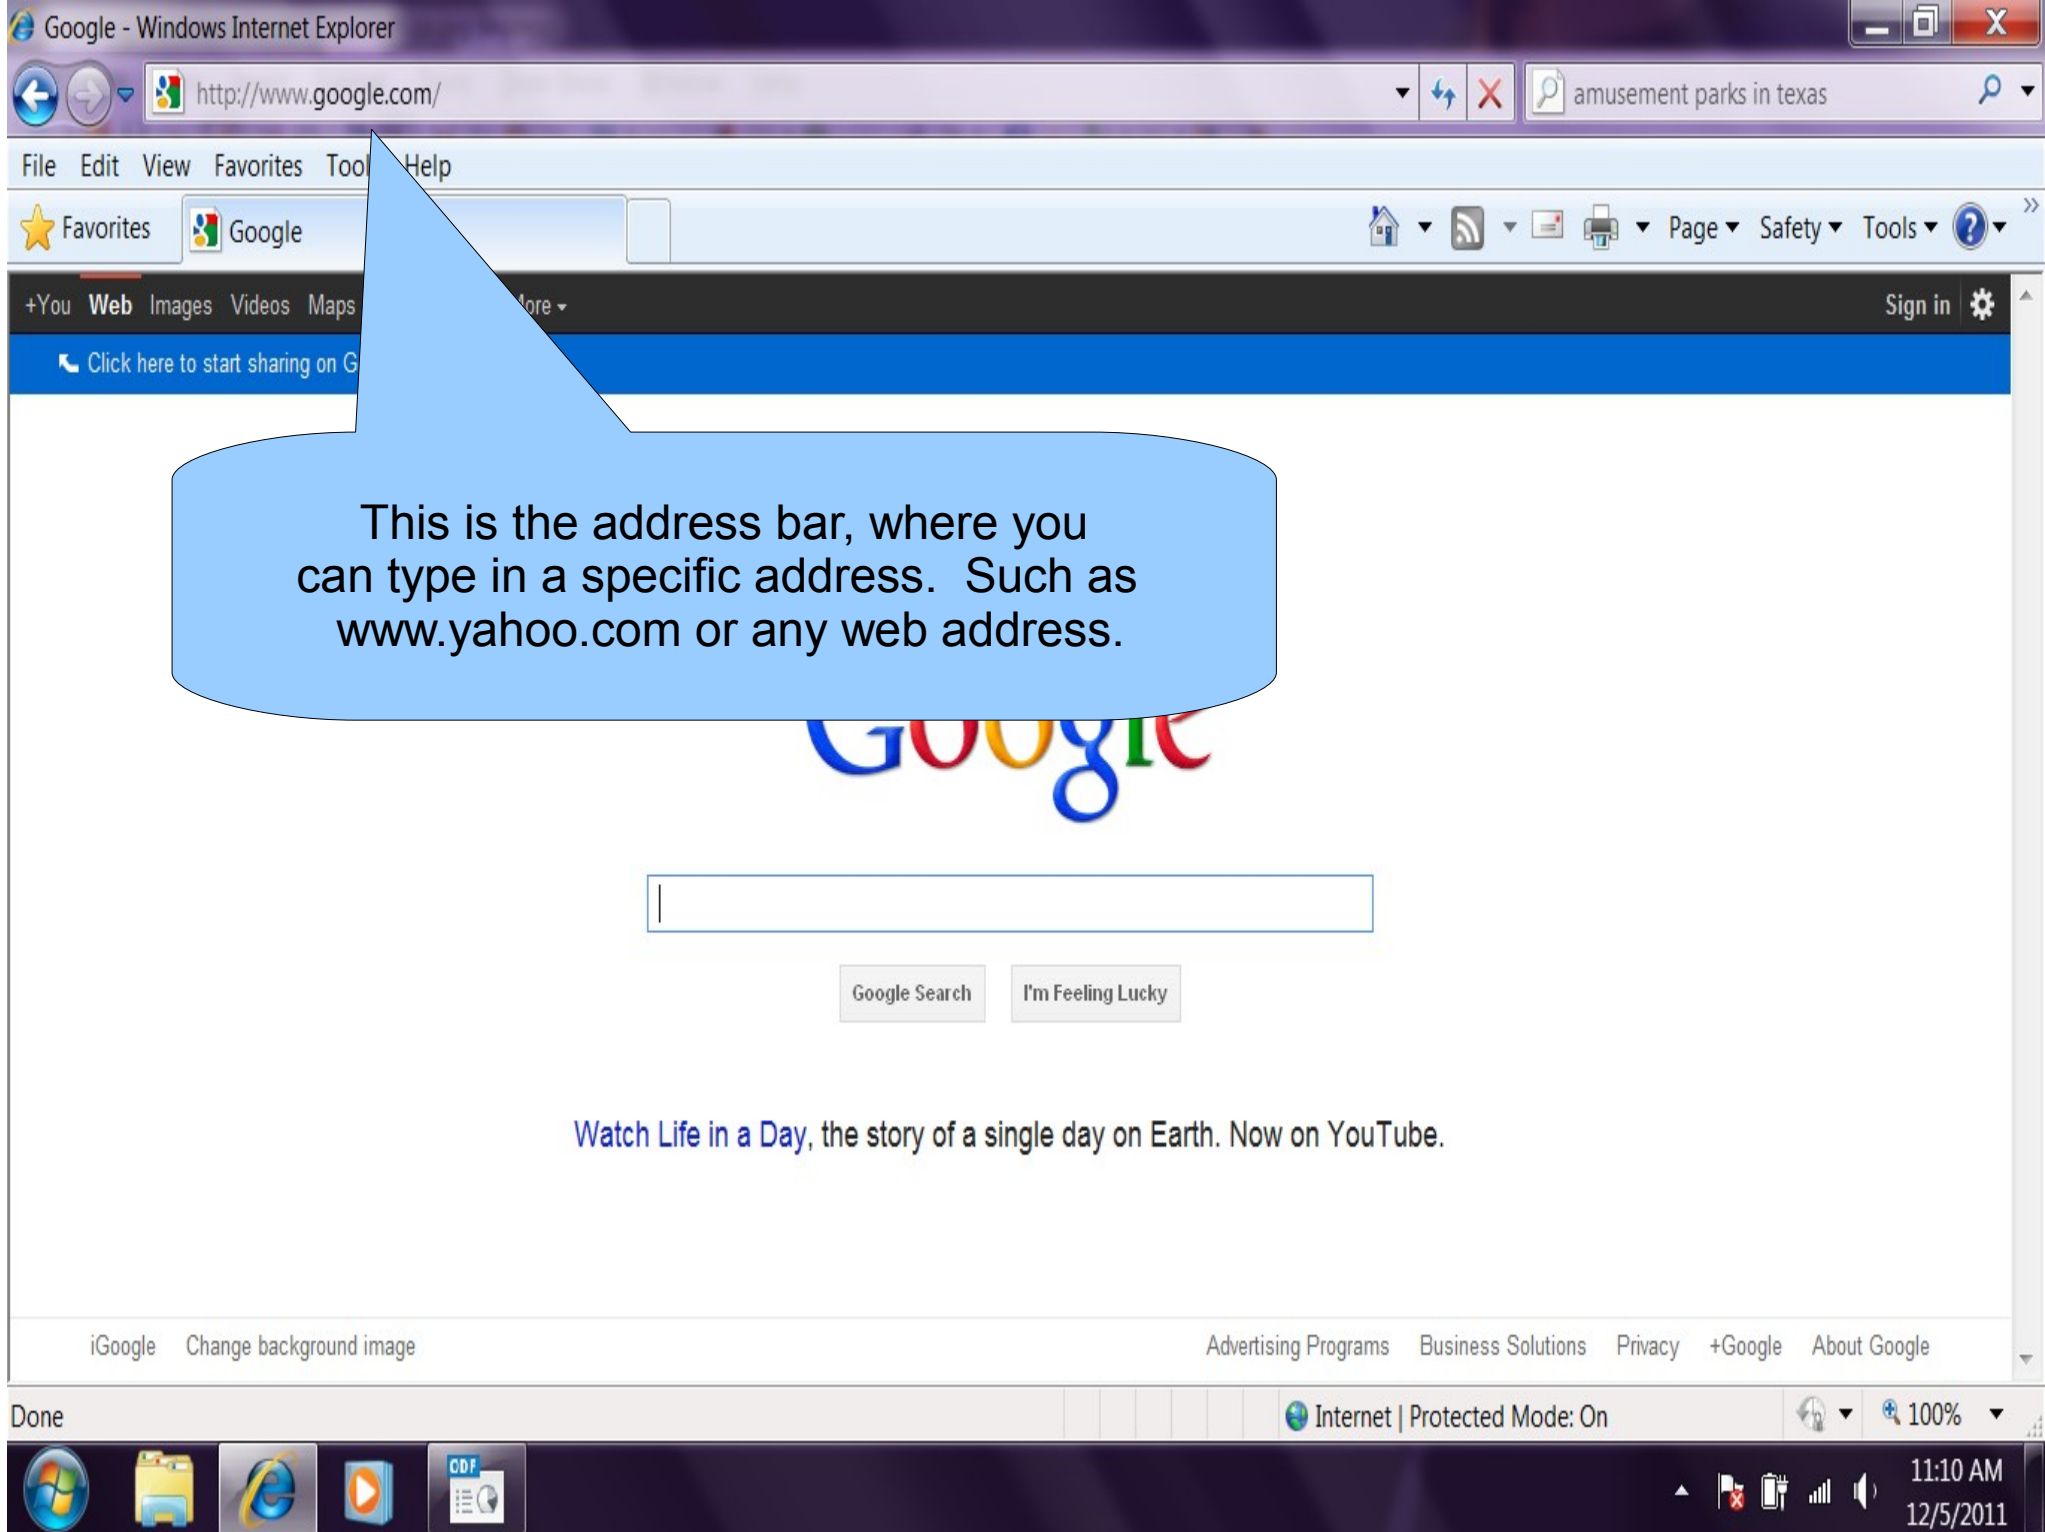 Google - Windows Internet Explorer
http://www.google.com/ amusement parks in texas
File Edit View Favorites Tools Help
Favorites Google Page Safety Tools
+You Web Images Videos Maps More
Click here to start sharing on G
This is the address bar, where you
can type in a specific address. Such as
www.yahoo.com or any web address.
Google
Google Search I'm Feeling Lucky
Watch Life in a Day, the story of a single day on Earth. Now on YouTube.
iGoogle Change background image Advertising Programs Business Solutions Privacy +Google About Google
Done Internet | Protected Mode: On 100%
ODF
11:10 AM
12/5/2011